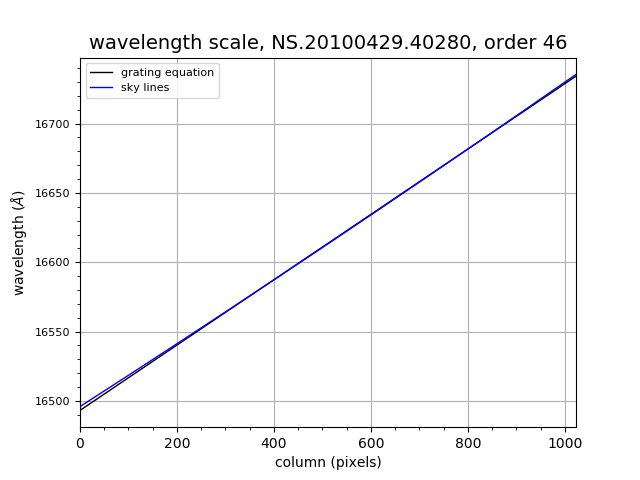 wavelength scale, NS.20100429.40280, order 46
grating equation
sky lines
16700
16650
16600
16550
16500
wavelength (Å)
0 200 400 600 800 1000
column (pixels)